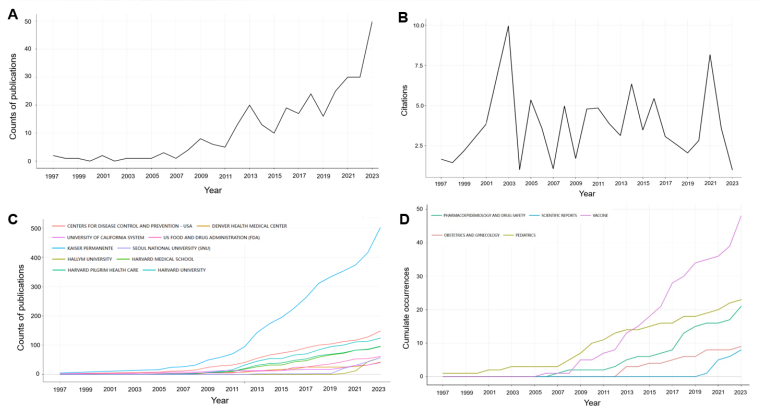 A
Counts of publications
50
40
30
20
10
0
1997 1999 2001 2003 2005 2007 2009 2011 2013 2015 2017 2019 2021 2023
Year
B
Citations
10.0
7.5
5.0
2.5
1997 1999 2001 2003 2005 2007 2009 2011 2013 2015 2017 2019 2021 2023
Year
C
Counts of publications
500
400
300
200
100
0
CENTERS FOR DISEASE CONTROL AND PREVENTION - USA DENVER HEALTH MEDICAL CENTER
UNIVERSITY OF CALIFORNIA SYSTEM US FOOD AND DRUG ADMINISTRATION (FDA)
KAISER PERMANENTE SEOUL NATIONAL UNIVERSITY (SNU)
HALLYM UNIVERSITY HARVARD MEDICAL SCHOOL
HARVARD PILGRIM HEALTH CARE HARVARD UNIVERSITY
1997 1999 2001 2003 2005 2007 2009 2011 2013 2015 2017 2019 2021 2023
Year
D
Cumulate occurrences
50
40
30
20
10
0
PHARMACOEPIDEMIOLOGY AND DRUG SAFETY SCIENTIFIC REPORTS VACCINE
OBSTETRICS AND GYNECOLOGY PEDIATRICS
1997 1999 2001 2003 2005 2007 2009 2011 2013 2015 2017 2019 2021 2023
Year